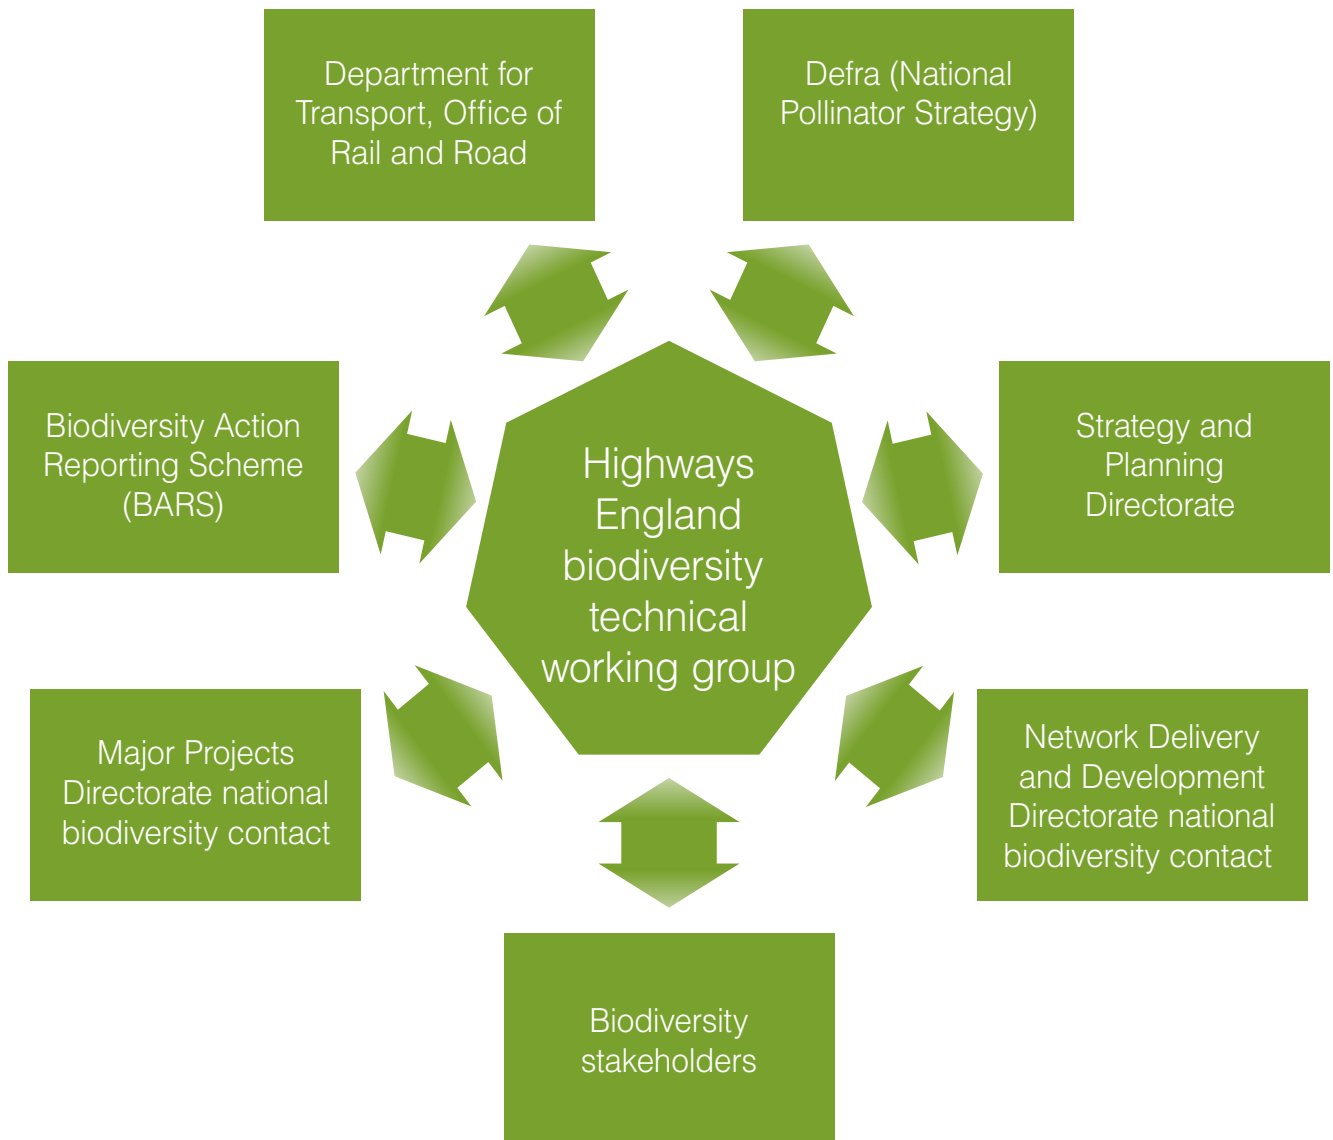 Department for
Transport, Office of
Rail and Road
Defra (National
Pollinator Strategy)
Biodiversity Action
Reporting Scheme
(BARS)
Highways
England
biodiversity
technical
working group
Strategy and
Planning
Directorate
Major Projects
Directorate national
biodiversity contact
Network Delivery
and Development
Directorate national
biodiversity contact
Biodiversity
stakeholders